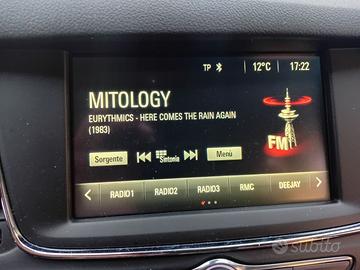 TP 12°C 17:22
MITOLOGY
EURYTHMICS - HERE COMES THE RAIN AGAIN
(1983)
FM
Sorgente Sintonia Menù
RADIO1 RADIO2 RADIO3 RMC DEEJAY
subito